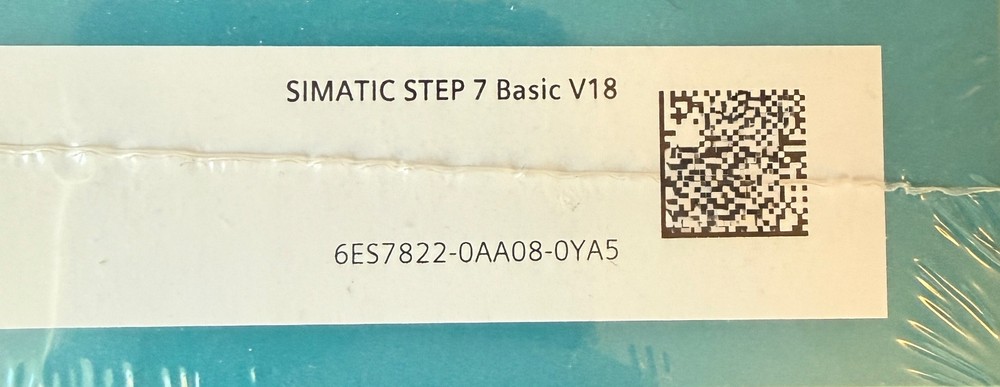 SIMATIC STEP 7 Basic V18
6ES7822-0AA08-0YA5